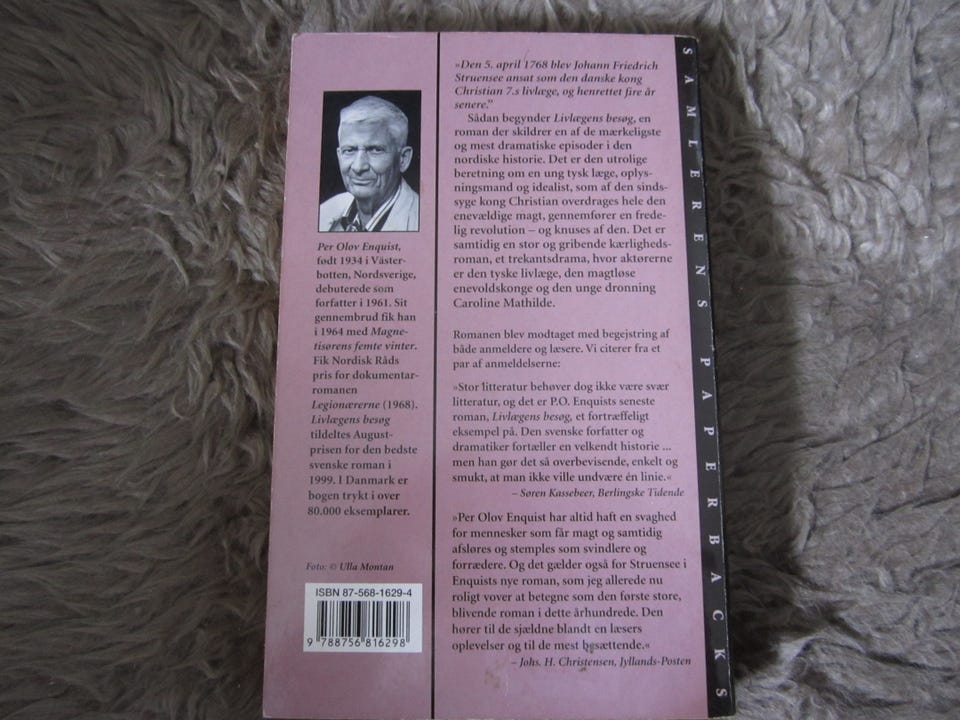 Per Olov Enquist,
født 1934 i Väster-
botten, Nordsverige,
debuterede som
forfatter i 1961. Sit
gennembrud fik han
i 1964 med Magne-
tisørens femte vinter.
Fik Nordisk Råds
pris for dokumentar-
romanen
Legionærerne (1968).
Livlægens besøg
tildeltes August-
prisen for den bedste
svenske roman i
1999. I Danmark er
bogen trykt i over
80.000 eksemplarer.
Foto: © Ulla Montan
ISBN 87-568-1629-4
9 788756 816298
»Den 5. april 1768 blev Johann Friedrich
Struensee ansat som den danske kong
Christian 7.s livlæge, og henrettet fire år
senere."
Sådan begynder Livlægens besøg, en
roman der skildrer en af de mærkeligste
og mest dramatiske episoder i den
nordiske historie. Det er den utrolige
beretning om en ung tysk læge, oplys-
ningsmand og idealist, som af den sinds-
syge kong Christian overdrages hele den
enevældige magt, gennemfører en frede-
lig revolution – og knuses af den. Det er
samtidig en stor og gribende kærligheds-
roman, et trekantsdrama, hvor aktørerne
er den tyske livlæge, den magtløse
enevoldskonge og den unge dronning
Caroline Mathilde.
Romanen blev modtaget med begejstring af
både anmeldere og læsere. Vi citerer fra et
par af anmeldelserne:
»Stor litteratur behøver dog ikke være svær
litteratur, og det er P.O. Enquists seneste
roman, Livlægens besøg, et fortræffeligt
eksempel på. Den svenske forfatter og
dramatiker fortæller en velkendt historie ...
men han gør det så overbevisende, enkelt og
smukt, at man ikke ville undvære én linie.«
– Søren Kassebeer, Berlingske Tidende
»Per Olov Enquist har altid haft en svaghed
for mennesker som får magt og samtidig
afsløres og stemples som svindlere og
forrædere. Og det gælder også for Struensee i
Enquists nye roman, som jeg allerede nu
roligt vover at betegne som den første store,
blivende roman i dette århundrede. Den
hører til de sjældne blandt en læsers
oplevelser og til de mest besættende.«
– Johs. H. Christensen, Jyllands-Posten
SAMLERENS PAPERBACKS